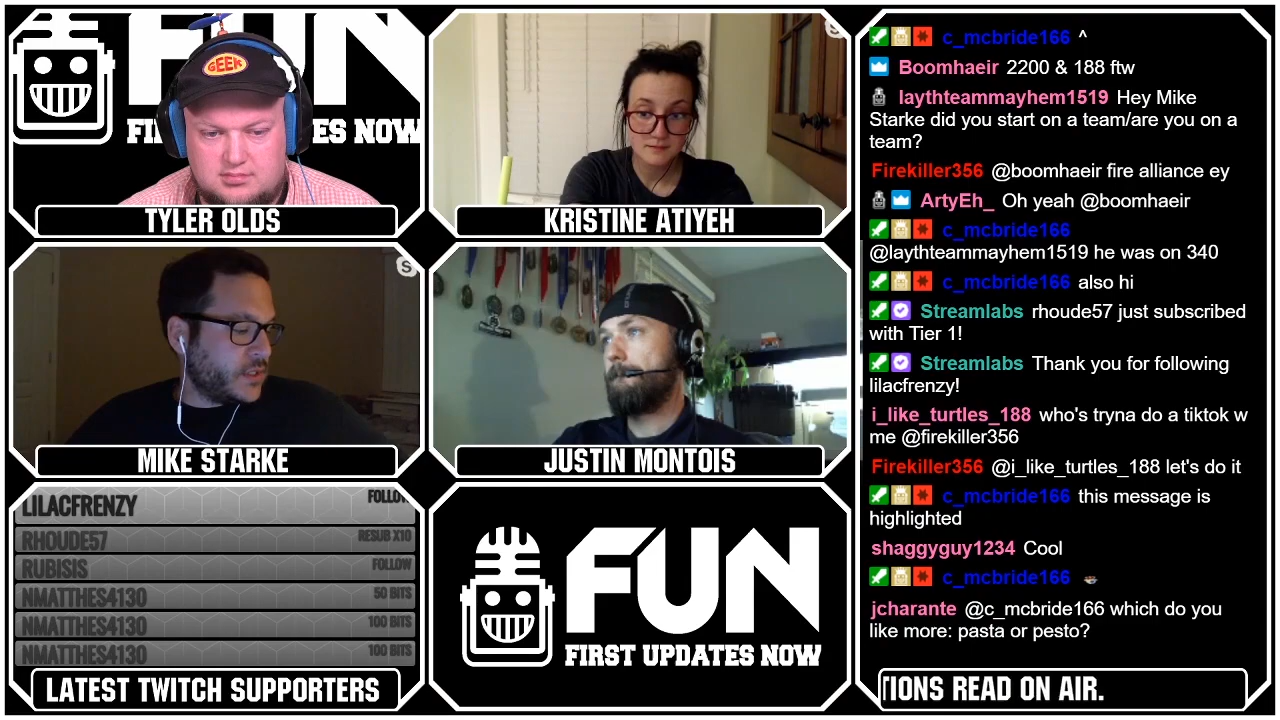 FUN
FIRST UPDATES NOW
GEEK
TYLER OLDS
KRISTINE ATIYEH
MIKE STARKE
JUSTIN MONTOIS
LILACFRENZY FOLLOW
RHOUDE57 RESUB X10
RUBISIS FOLLOW
NMATTHES4130 50 BITS
NMATTHES4130 100 BITS
NMATTHES4130 100 BITS
LATEST TWITCH SUPPORTERS
FUN
FIRST UPDATES NOW
c_mcbride166 ^
Boomhaeir 2200 & 188 ftw
laythteammayhem1519 Hey Mike
Starke did you start on a team/are you on a
team?
Firekiller356 @boomhaeir fire alliance ey
ArtyEh_ Oh yeah @boomhaeir
c_mcbride166
@laythteammayhem1519 he was on 340
c_mcbride166 also hi
Streamlabs rhoude57 just subscribed
with Tier 1!
Streamlabs Thank you for following
lilacfrenzy!
i_like_turtles_188 who's tryna do a tiktok w
me @firekiller356
Firekiller356 @i_like_turtles_188 let's do it
c_mcbride166 this message is
highlighted
shaggyguy1234 Cool
c_mcbride166
jcharante @c_mcbride166 which do you
like more: pasta or pesto?
TIONS READ ON AIR.